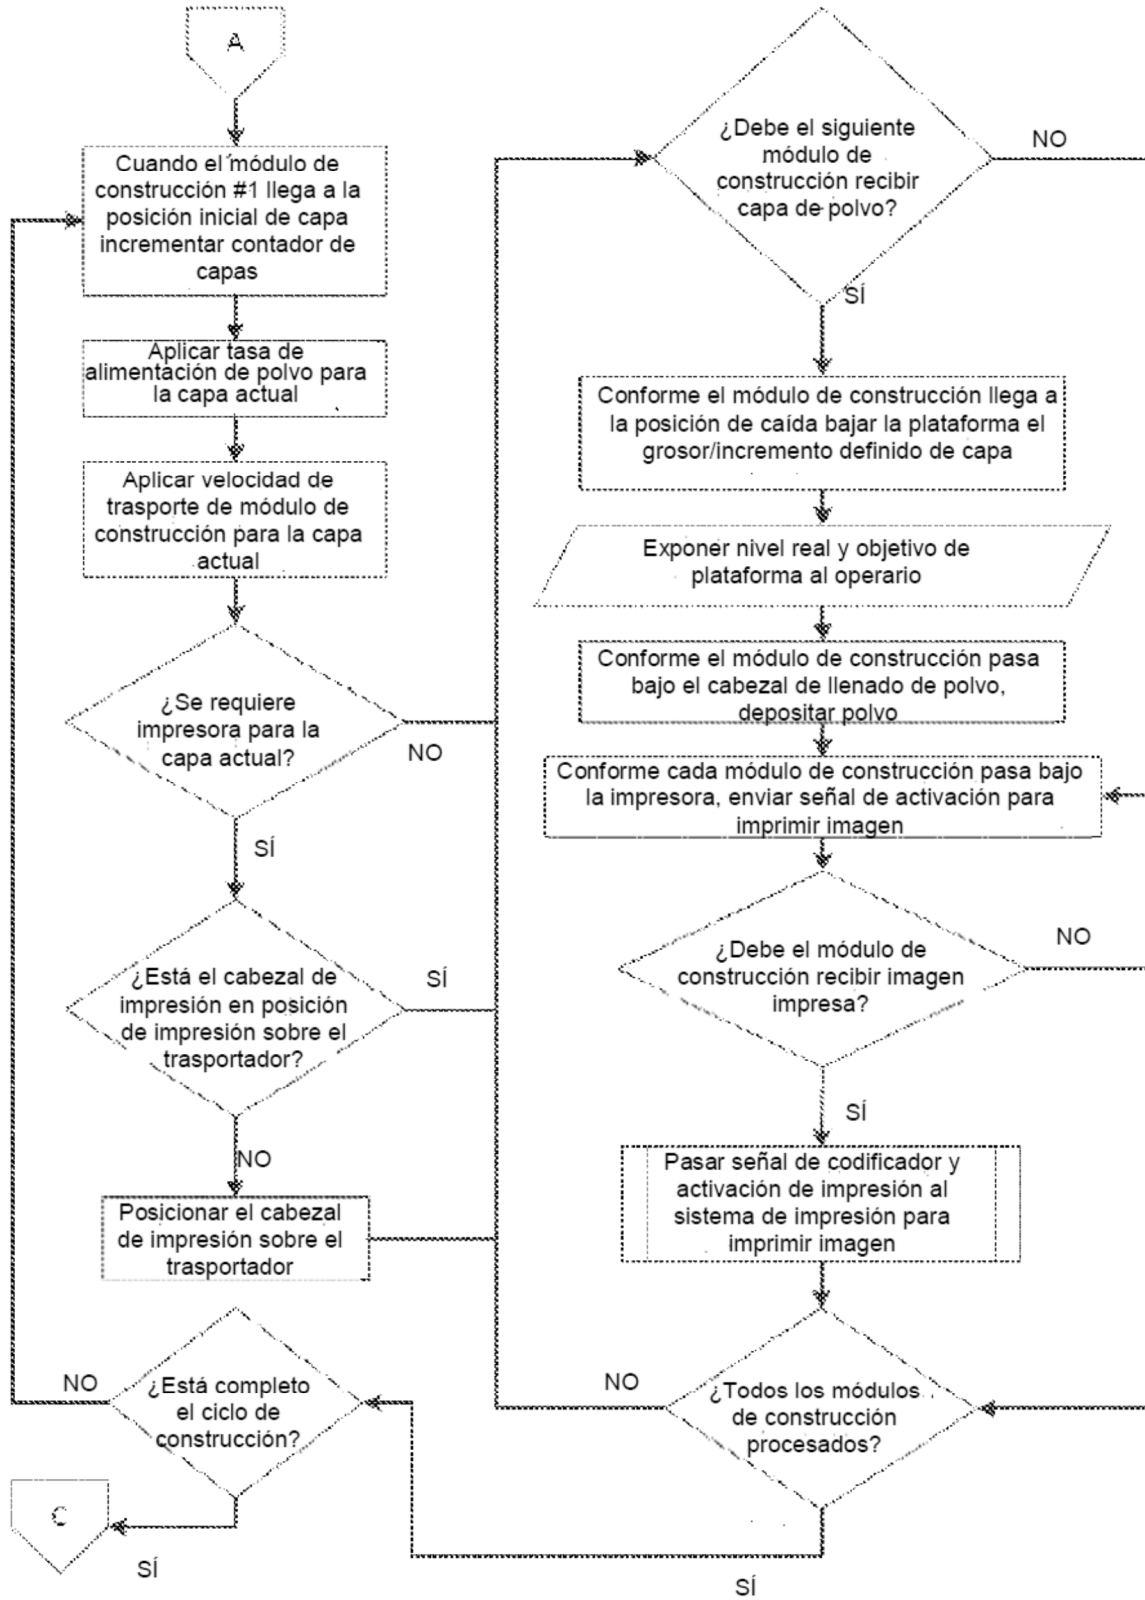 A
Cuando el módulo de
construcción #1 llega a la
posición inicial de capa
incrementar contador de
capas
Aplicar tasa de
alimentación de polvo para
la capa actual
Aplicar velocidad de
trasporte de módulo de
construcción para la capa
actual
¿Se requiere
impresora para la
capa actual?
NO
SÍ
¿Está el cabezal de
impresión en posición
de impresión sobre el
trasportador?
SÍ
NO
Posicionar el cabezal
de impresión sobre el
trasportador
NO
¿Está completo
el ciclo de
construcción?
C
SÍ
¿Debe el siguiente
módulo de
construcción recibir
capa de polvo?
NO
SÍ
Conforme el módulo de construcción llega a
la posición de caída bajar la plataforma el
grosor/incremento definido de capa
Exponer nivel real y objetivo de
plataforma al operario
Conforme el módulo de construcción pasa
bajo el cabezal de llenado de polvo,
depositar polvo
Conforme cada módulo de construcción pasa bajo
la impresora, enviar señal de activación para
imprimir imagen
¿Debe el módulo de
construcción recibir imagen
impresa?
NO
SÍ
Pasar señal de codificador y
activación de impresión al
sistema de impresión para
imprimir imagen
NO
¿Todos los módulos
de construcción
procesados?
SÍ